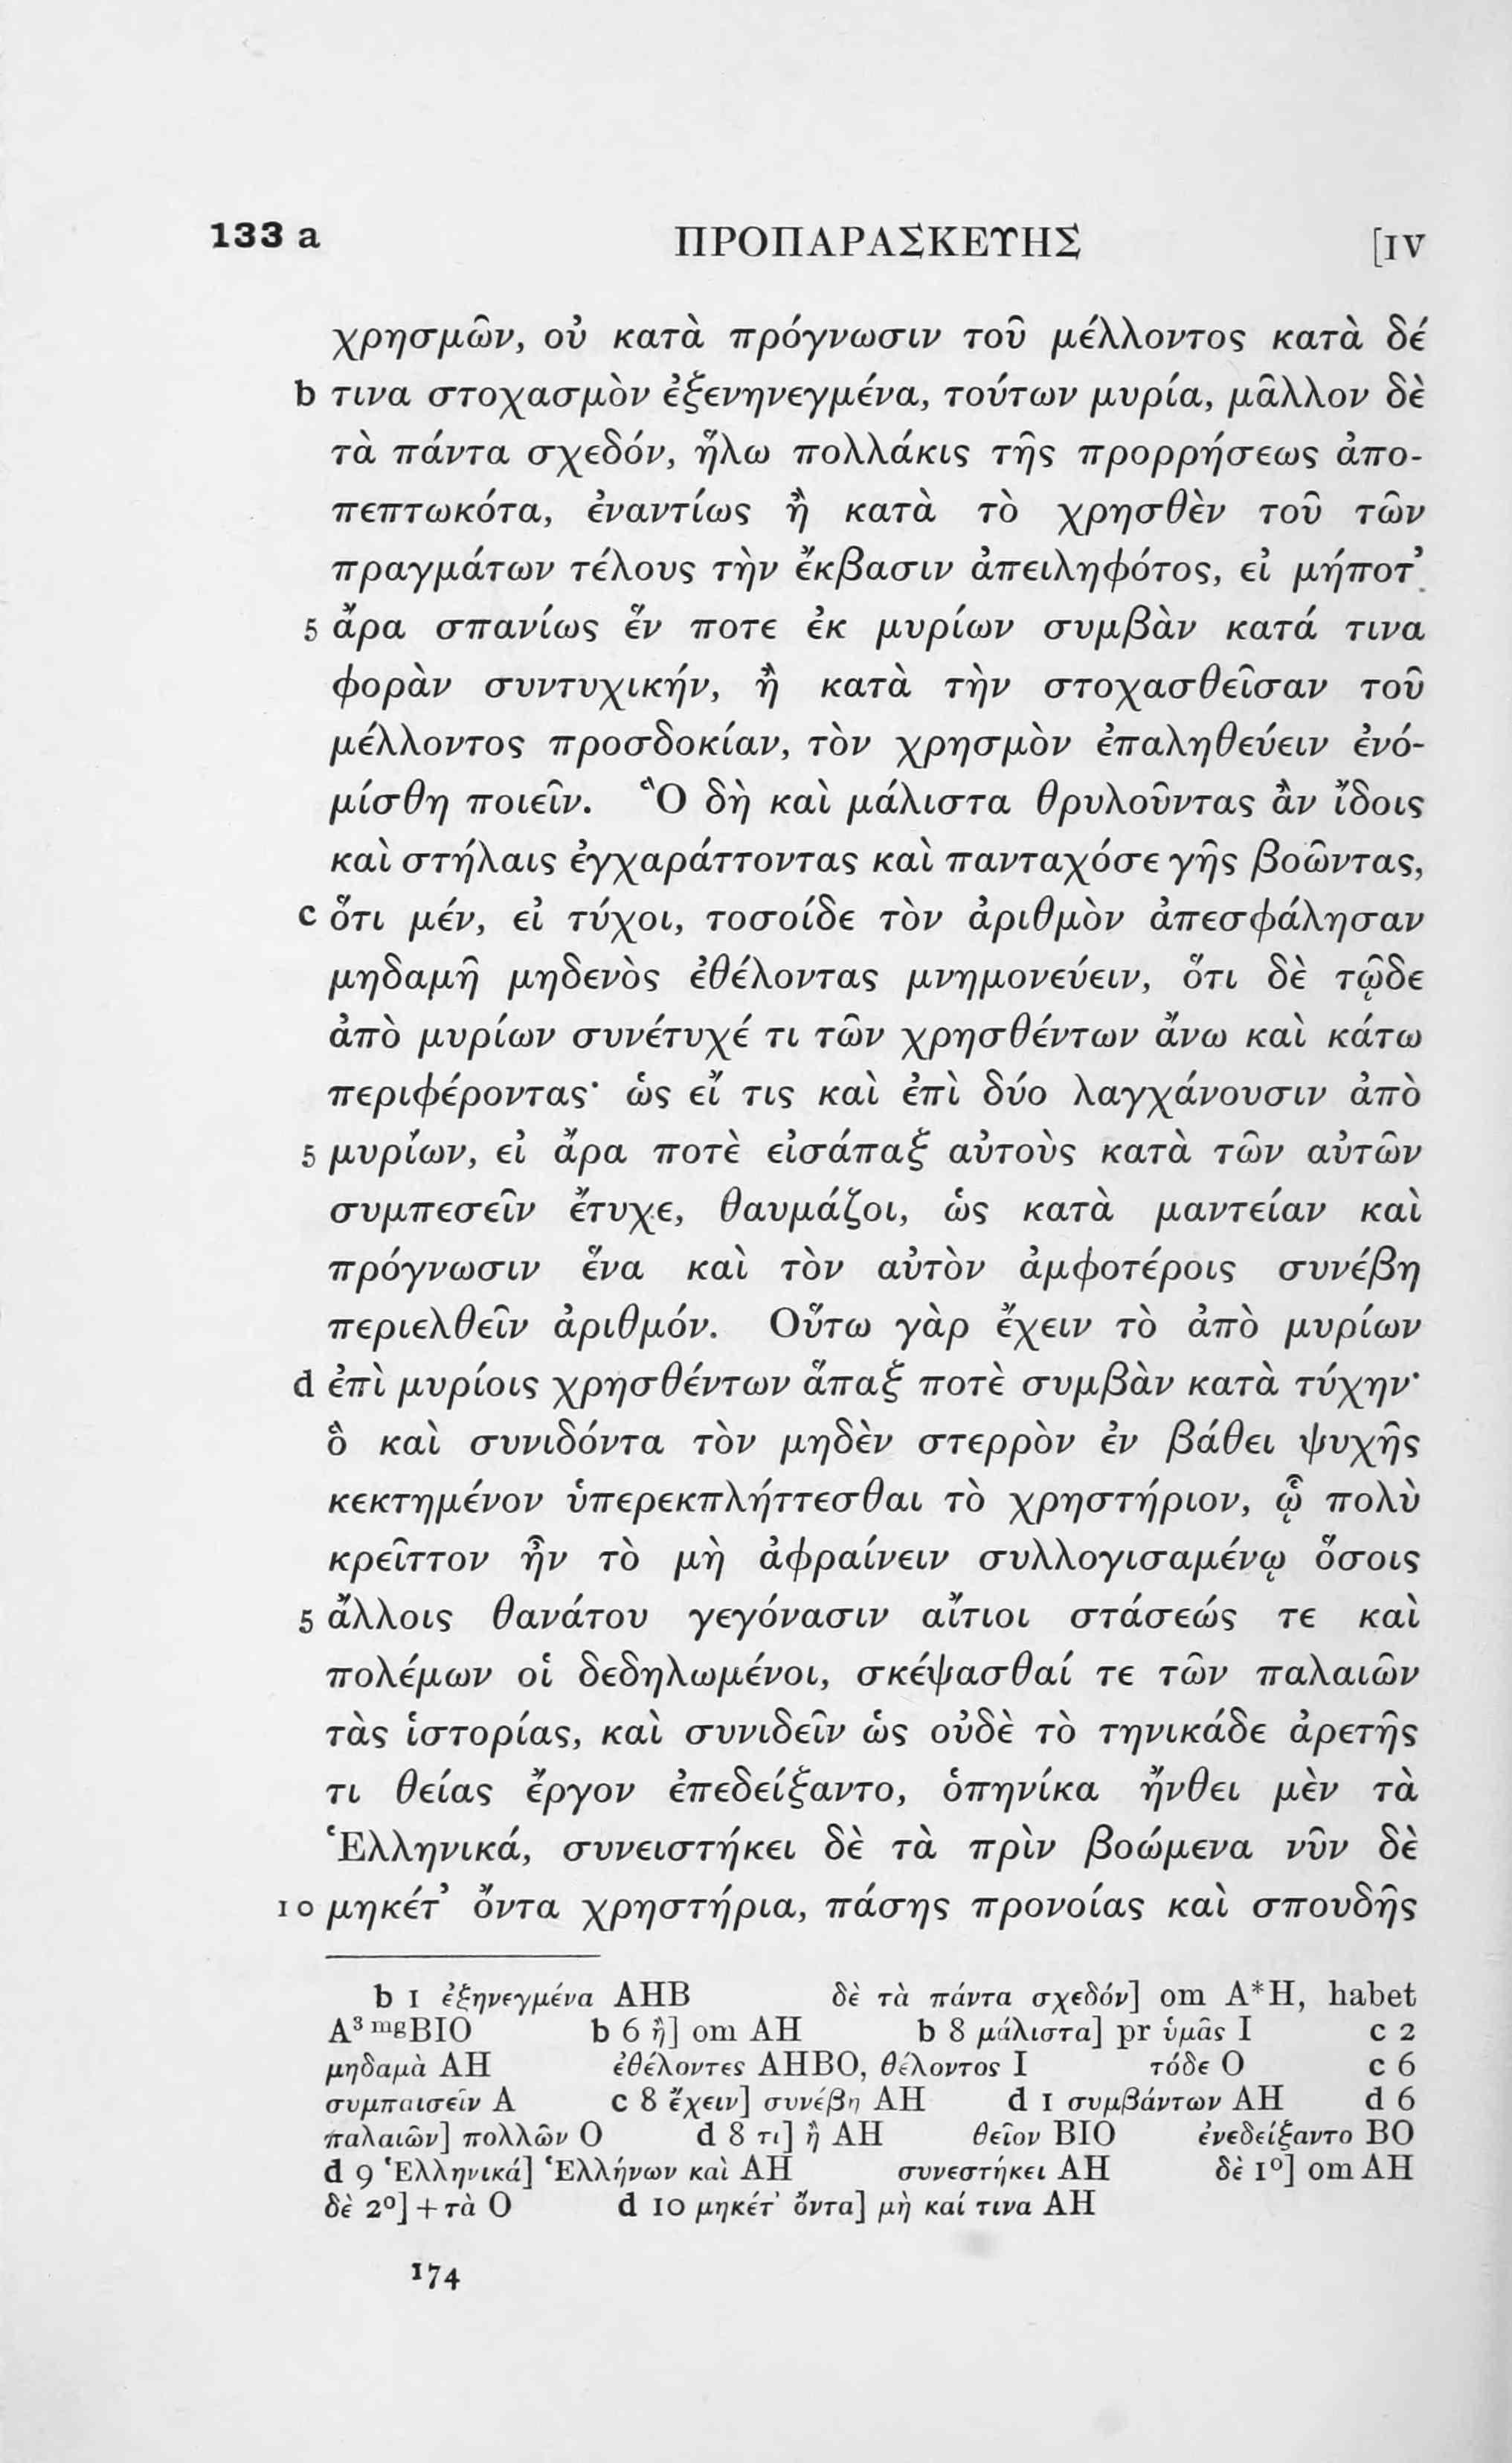 133 a ΠΡΟΠΑΡΑΣΚΕΥΗΣ [IV
χρησμῶν, οὐ κατὰ πρόγνωσιν τοῦ μέλλοντος κατὰ δέ
b τινα στοχασμὸν ἐξενηνεγμένα, τούτων μυρία, μᾶλλον δὲ
τὰ πάντα σχεδόν, ἥλω πολλάκις τῆς προρρήσεως ἀπο-
πεπτωκότα, ἐναντίως ἢ κατὰ τὸ χρησθὲν τοῦ τῶν
πραγμάτων τέλους τὴν ἔκβασιν ἀπειληφότος, εἰ μήποτ’
5 ἄρα σπανίως ἕν ποτε ἐκ μυρίων συμβὰν κατά τινα
φορὰν συντυχικήν, ἢ κατὰ τὴν στοχασθεῖσαν τοῦ
μέλλοντος προσδοκίαν, τὸν χρησμὸν ἐπαληθεύειν ἐνό-
μίσθη ποιεῖν. Ὃ δὴ καὶ μάλιστα θρυλοῦντας ἂν ἴδοις
καὶ στήλαις ἐγχαράττοντας καὶ πανταχόσε γῆς βοῶντας,
c ὅτι μέν, εἰ τύχοι, τοσοίδε τὸν ἀριθμὸν ἀπεσφάλησαν
μηδαμῆ μηδενὸς ἐθέλοντας μνημονεύειν, ὅτι δὲ τῷδε
ἀπὸ μυρίων συνέτυχέ τι τῶν χρησθέντων ἄνω καὶ κάτω
περιφέροντας· ὡς εἴ τις καὶ ἐπὶ δύο λαγχάνουσιν ἀπὸ
5 μυρίων, εἰ ἄρα ποτὲ εἰσάπαξ αὐτοὺς κατὰ τῶν αὐτῶν
συμπεσεῖν ἔτυχε, θαυμάζοι, ὡς κατὰ μαντείαν καὶ
πρόγνωσιν ἕνα καὶ τὸν αὐτὸν ἀμφοτέροις συνέβη
περιελθεῖν ἀριθμόν. Οὕτω γὰρ ἔχειν τὸ ἀπὸ μυρίων
d ἐπὶ μυρίοις χρησθέντων ἅπαξ ποτὲ συμβὰν κατὰ τύχην·
ὃ καὶ συνιδόντα τὸν μηδὲν στερρὸν ἐν βάθει ψυχῆς
κεκτημένον ὑπερεκπλήττεσθαι τὸ χρηστήριον, ᾧ πολὺ
κρεῖττον ἦν τὸ μὴ ἀφραίνειν συλλογισαμένῳ ὅσοις
5 ἄλλοις θανάτου γεγόνασιν αἴτιοι στάσεώς τε καὶ
πολέμων οἱ δεδηλωμένοι, σκέψασθαί τε τῶν παλαιῶν
τὰς ἱστορίας, καὶ συνιδεῖν ὡς οὐδὲ τὸ τηνικάδε ἀρετῆς
τι θείας ἔργον ἐπεδείξαντο, ὁπηνίκα ἤνθει μὲν τὰ
Ἑλληνικά, συνειστήκει δὲ τὰ πρὶν βοώμενα νῦν δὲ
10 μηκέτ’ ὄντα χρηστήρια, πάσης προνοίας καὶ σπουδῆς
b 1 ἐξηνεγμένα AHB δὲ τὰ πάντα σχεδόν] om A*H, habet
A³ mgBIO b 6 ἢ] om AH b 8 μάλιστα] pr ὑμᾶς I c 2
μηδαμὰ AH ἐθέλοντες AHBO, θέλοντος I τόδε O c 6
συμπαισεῖν A c 8 ἔχειν] συνέβη AH d 1 συμβάντων AH d 6
παλαιῶν] πολλῶν O d 8 τι] ἢ AH θεῖον BIO ἐνεδείξαντο BO
d 9 Ἑλληνικά] Ἑλλήνων καὶ AH συνεστήκει AH δὲ 1º] om AH
δὲ 2º] + τὰ O d 10 μηκέτ’ ὄντα] μὴ καί τινα AH
174